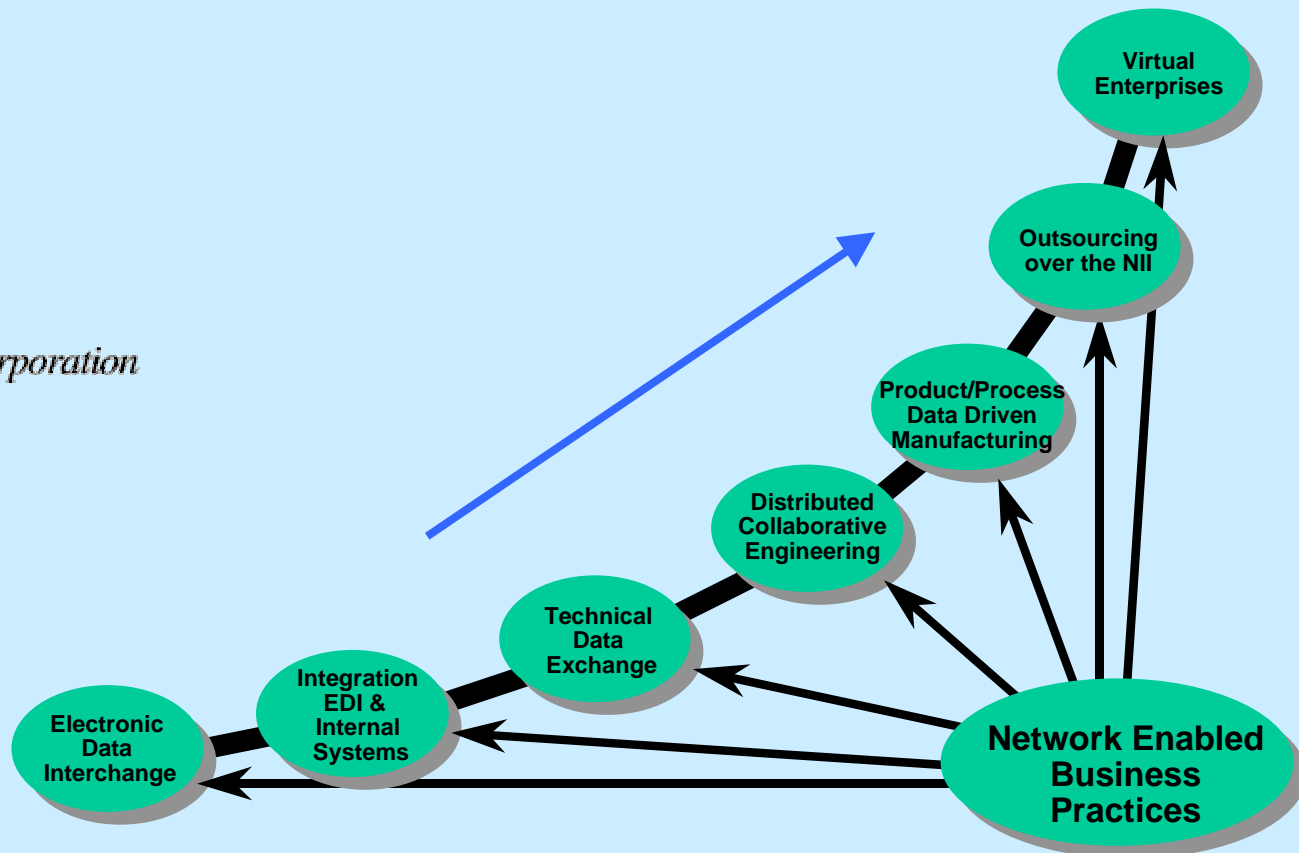 Virtual
Enterprises
Outsourcing
over the NII
rporation
Product/Process
Data Driven
Manufacturing
Distributed
Collaborative
Engineering
Technical
Data
Exchange
Integration
EDI &
Internal
Systems
Electronic
Data
Interchange
Network Enabled
Business
Practices